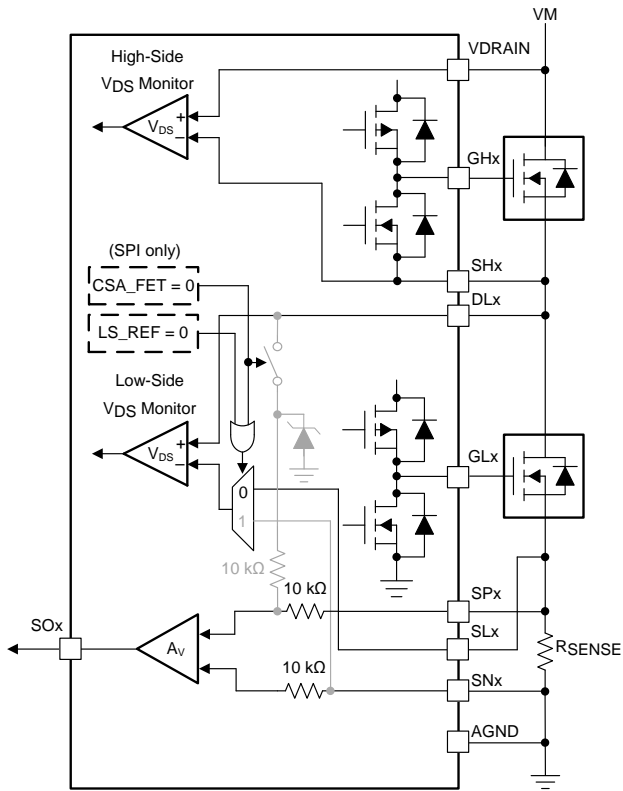 VM
VDRAIN
High-Side
VDS Monitor
+
VDS
−
GHx
SHx
(SPI only)
CSA_FET = 0
DLx
LS_REF = 0
Low-Side
VDS Monitor
+
VDS
−
GLx
0
1
10 kΩ
10 kΩ
SPx
SOx
AV
SLx
RSENSE
10 kΩ
SNx
AGND